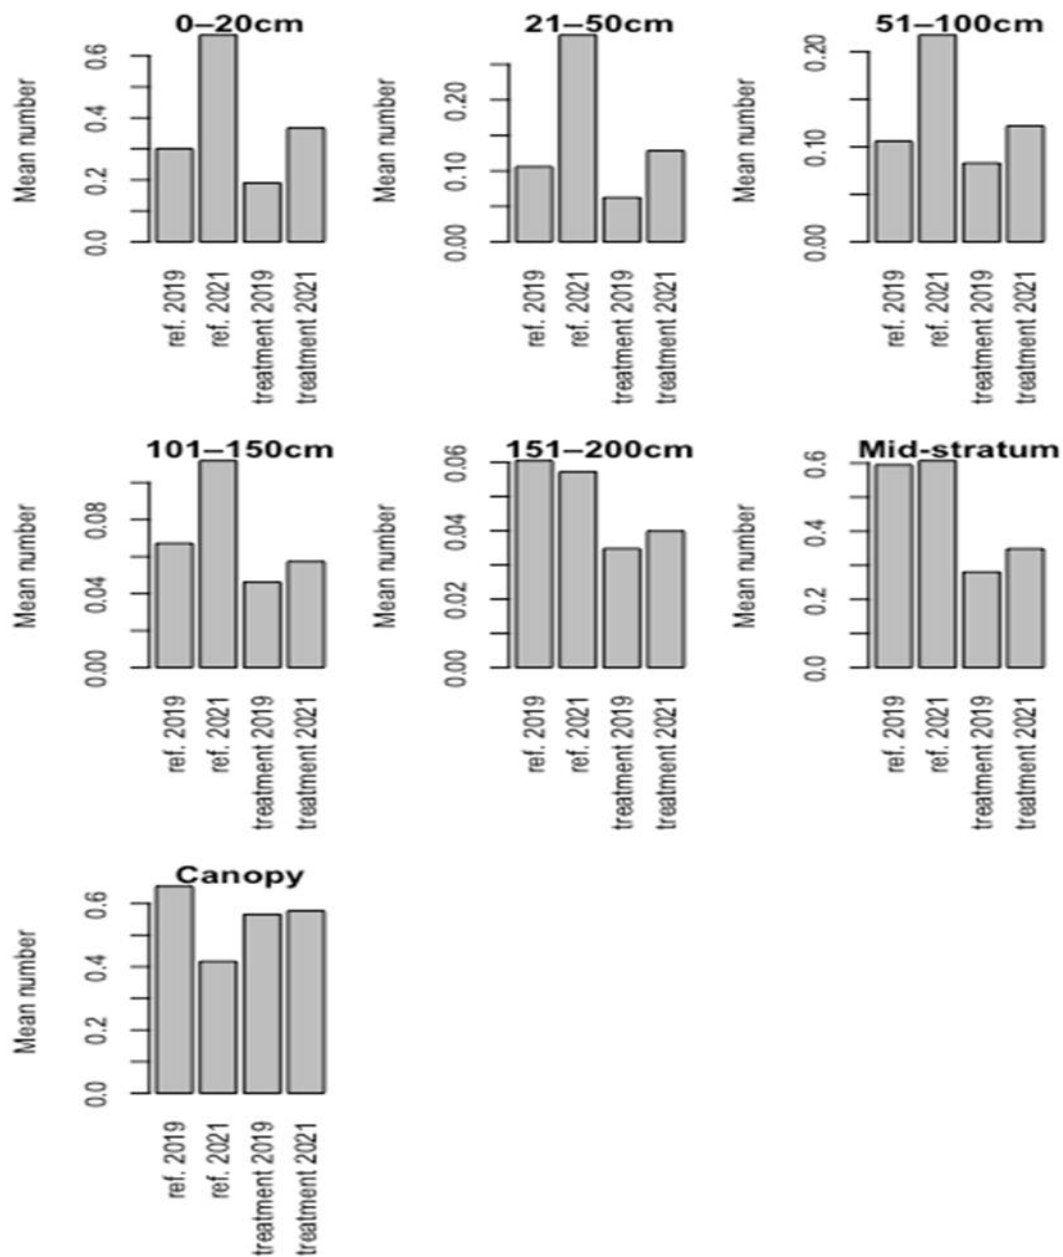 0–20cm
Mean number
0.0 0.2 0.4 0.6
ref. 2019
ref. 2021
treatment 2019
treatment 2021
21–50cm
Mean number
0.00 0.10 0.20
ref. 2019
ref. 2021
treatment 2019
treatment 2021
51–100cm
Mean number
0.00 0.10 0.20
ref. 2019
ref. 2021
treatment 2019
treatment 2021
101–150cm
Mean number
0.00 0.04 0.08
ref. 2019
ref. 2021
treatment 2019
treatment 2021
151–200cm
Mean number
0.00 0.02 0.04 0.06
ref. 2019
ref. 2021
treatment 2019
treatment 2021
Mid-stratum
Mean number
0.0 0.2 0.4 0.6
ref. 2019
ref. 2021
treatment 2019
treatment 2021
Canopy
Mean number
0.0 0.2 0.4 0.6
ref. 2019
ref. 2021
treatment 2019
treatment 2021